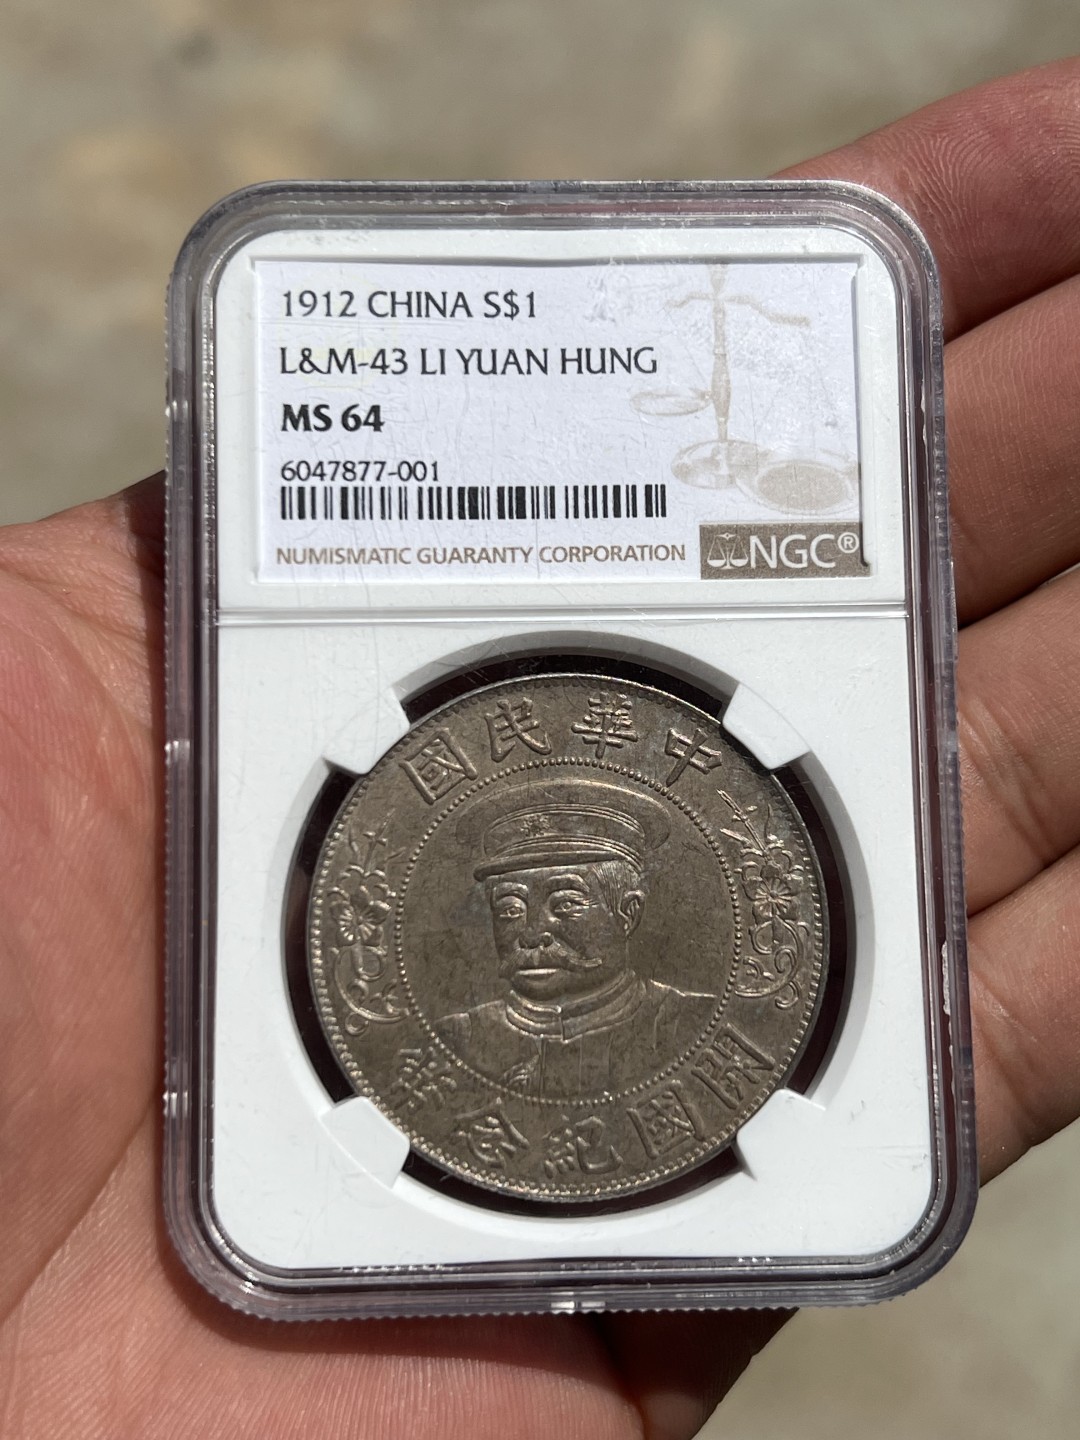 1912 CHINA S$1
L&M-43 LI YUAN HUNG
MS 64
6047877-001
NUMISMATIC GUARANTY CORPORATION
NGC®
中華民國
開國紀念幣